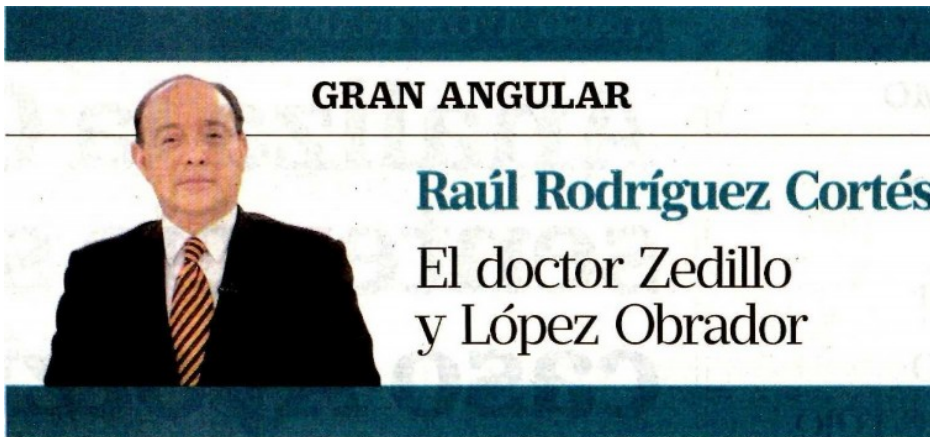 GRAN ANGULAR
Raúl Rodríguez Cortés
El doctor Zedillo
y López Obrador